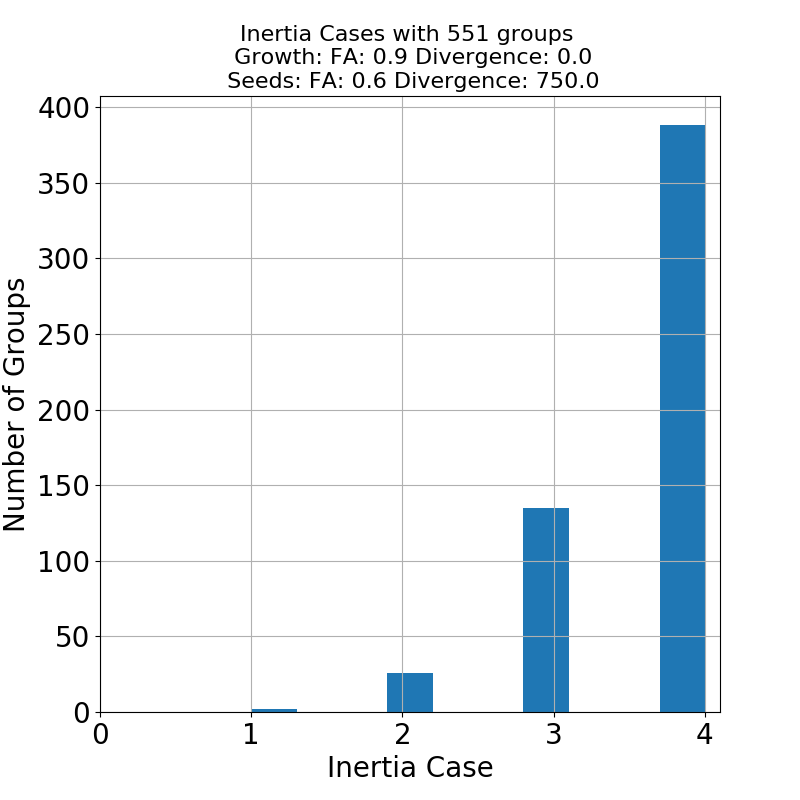 Inertia Cases with 551 groups
Growth: FA: 0.9 Divergence: 0.0
Seeds: FA: 0.6 Divergence: 750.0
400
350
300
250
200
150
100
50
0
Number of Groups
0 1 2 3 4
Inertia Case